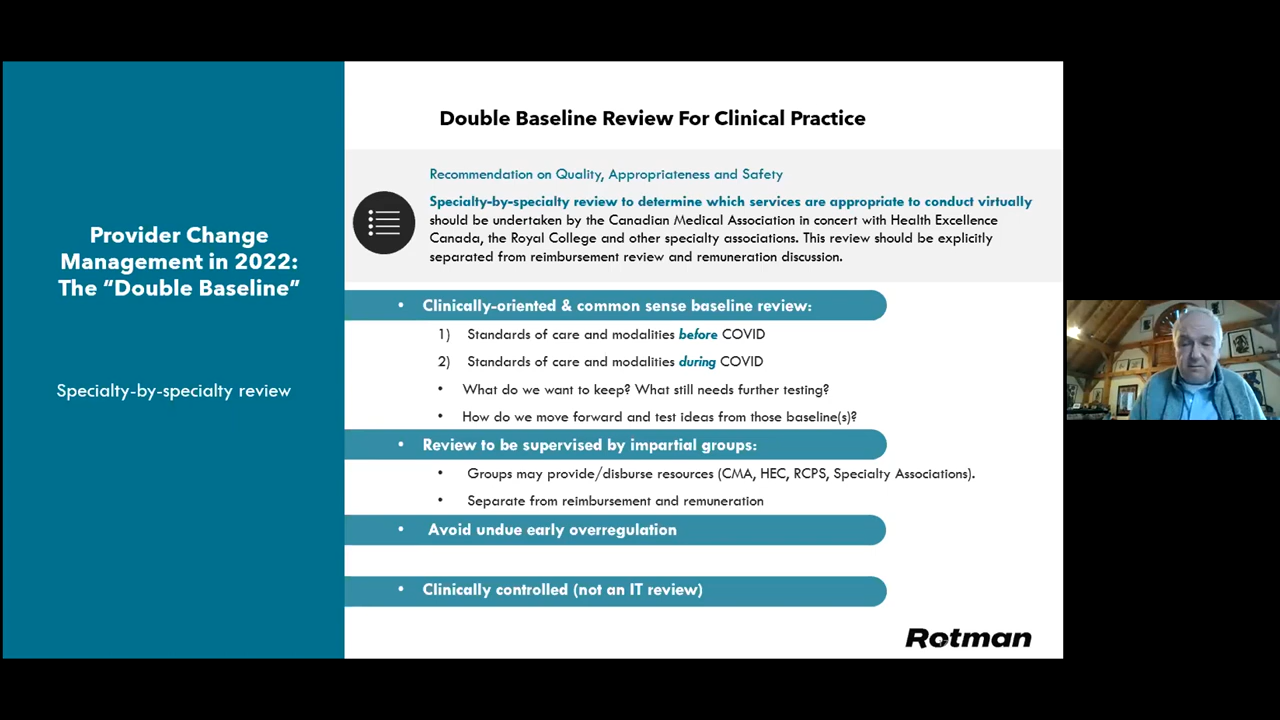 Provider Change
Management in 2022:
The “Double Baseline”
Specialty-by-specialty review
Double Baseline Review For Clinical Practice
Recommendation on Quality, Appropriateness and Safety
Specialty-by-specialty review to determine which services are appropriate to conduct virtually
should be undertaken by the Canadian Medical Association in concert with Health Excellence
Canada, the Royal College and other specialty associations. This review should be explicitly
separated from reimbursement review and remuneration discussion.
• Clinically-oriented & common sense baseline review:
1) Standards of care and modalities before COVID
2) Standards of care and modalities during COVID
• What do we want to keep? What still needs further testing?
• How do we move forward and test ideas from those baseline(s)?
• Review to be supervised by impartial groups:
• Groups may provide/disburse resources (CMA, HEC, RCPS, Specialty Associations).
• Separate from reimbursement and remuneration
• Avoid undue early overregulation
• Clinically controlled (not an IT review)
Rotman